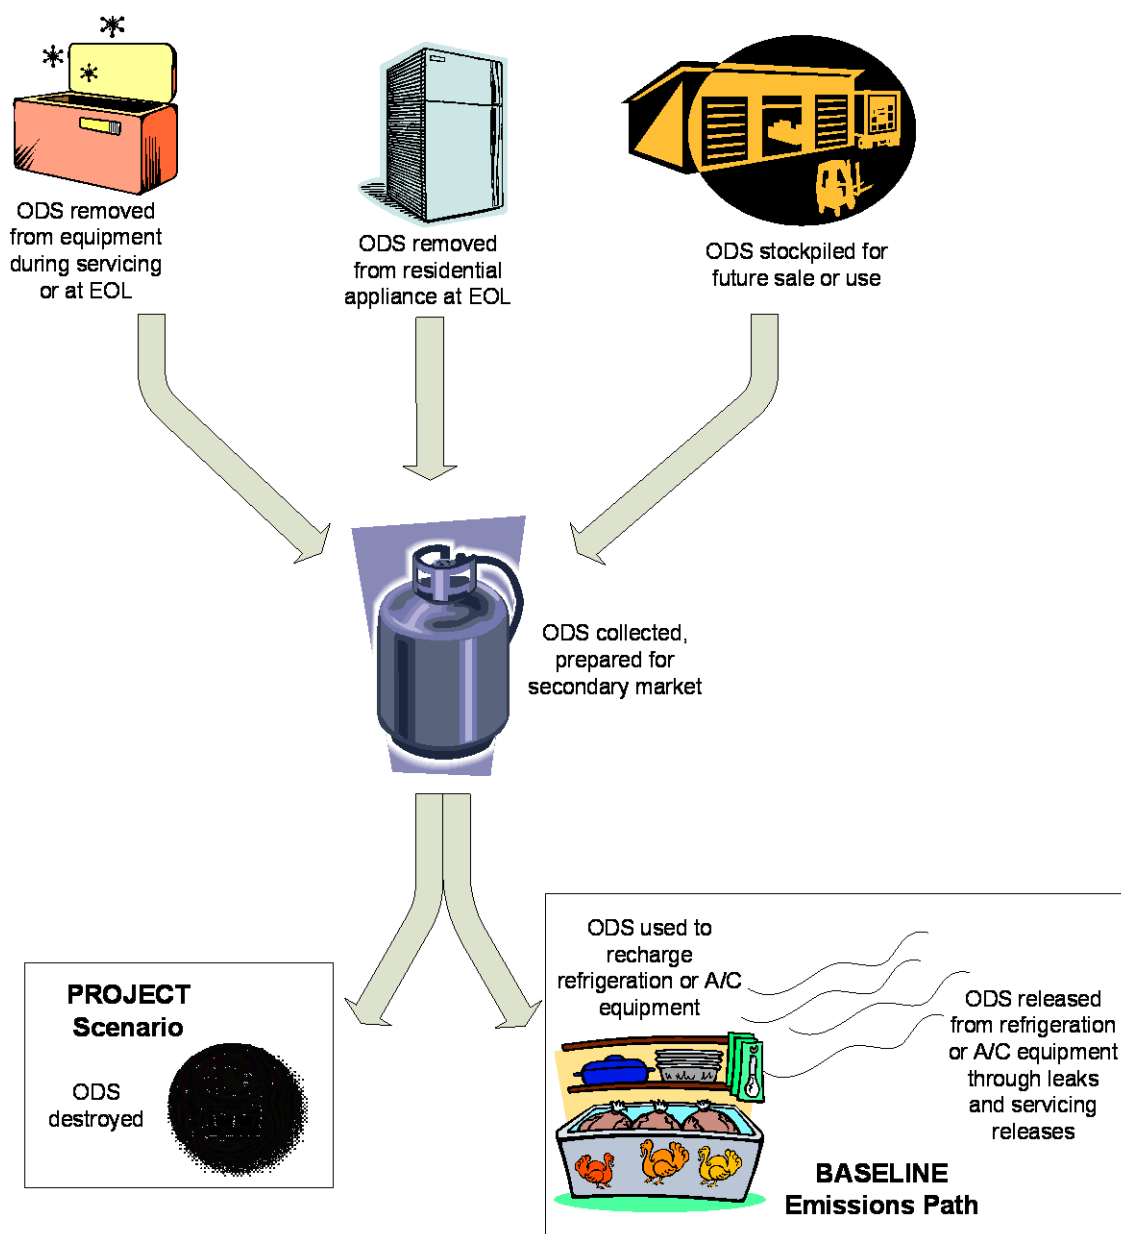 ODS removed
from equipment
during servicing
or at EOL
ODS removed
from residential
appliance at EOL
ODS stockpiled for
future sale or use
ODS collected,
prepared for
secondary market
PROJECT
Scenario
ODS
destroyed
ODS used to
recharge
refrigeration or A/C
equipment
ODS released
from refrigeration
or A/C equipment
through leaks
and servicing
releases
BASELINE
Emissions Path